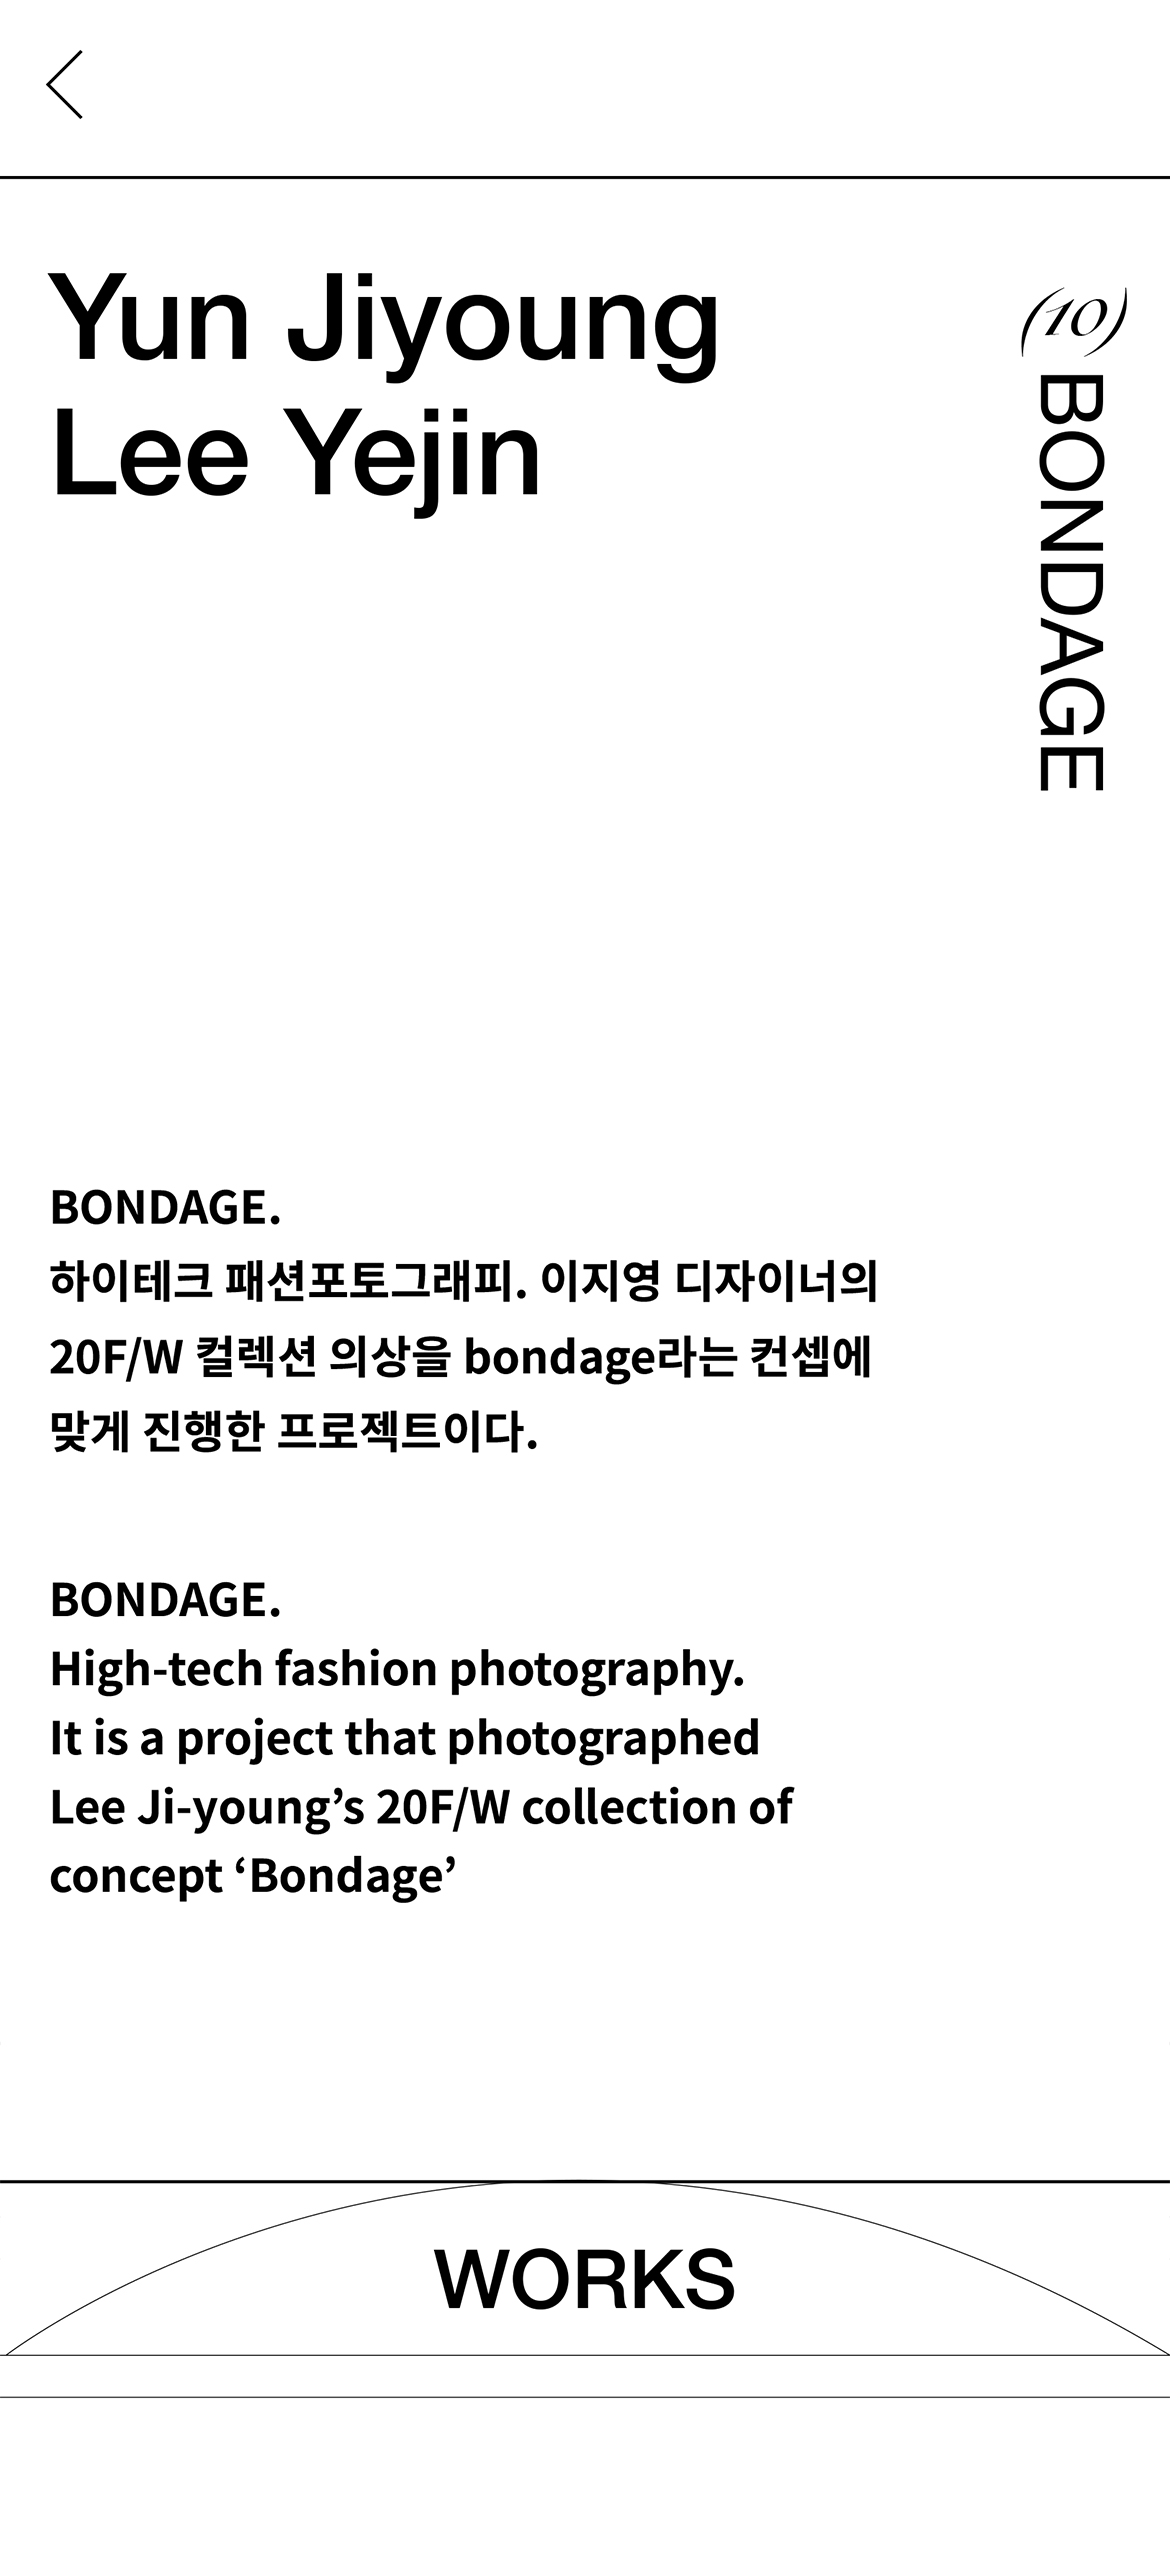 Yun Jiyoung
Lee Yejin
(10) BONDAGE
BONDAGE.
하이테크 패션포토그래피. 이지영 디자이너의
20F/W 컬렉션 의상을 bondage라는 컨셉에
맞게 진행한 프로젝트이다.
BONDAGE.
High-tech fashion photography.
It is a project that photographed
Lee Ji-young’s 20F/W collection of
concept ‘Bondage’
WORKS